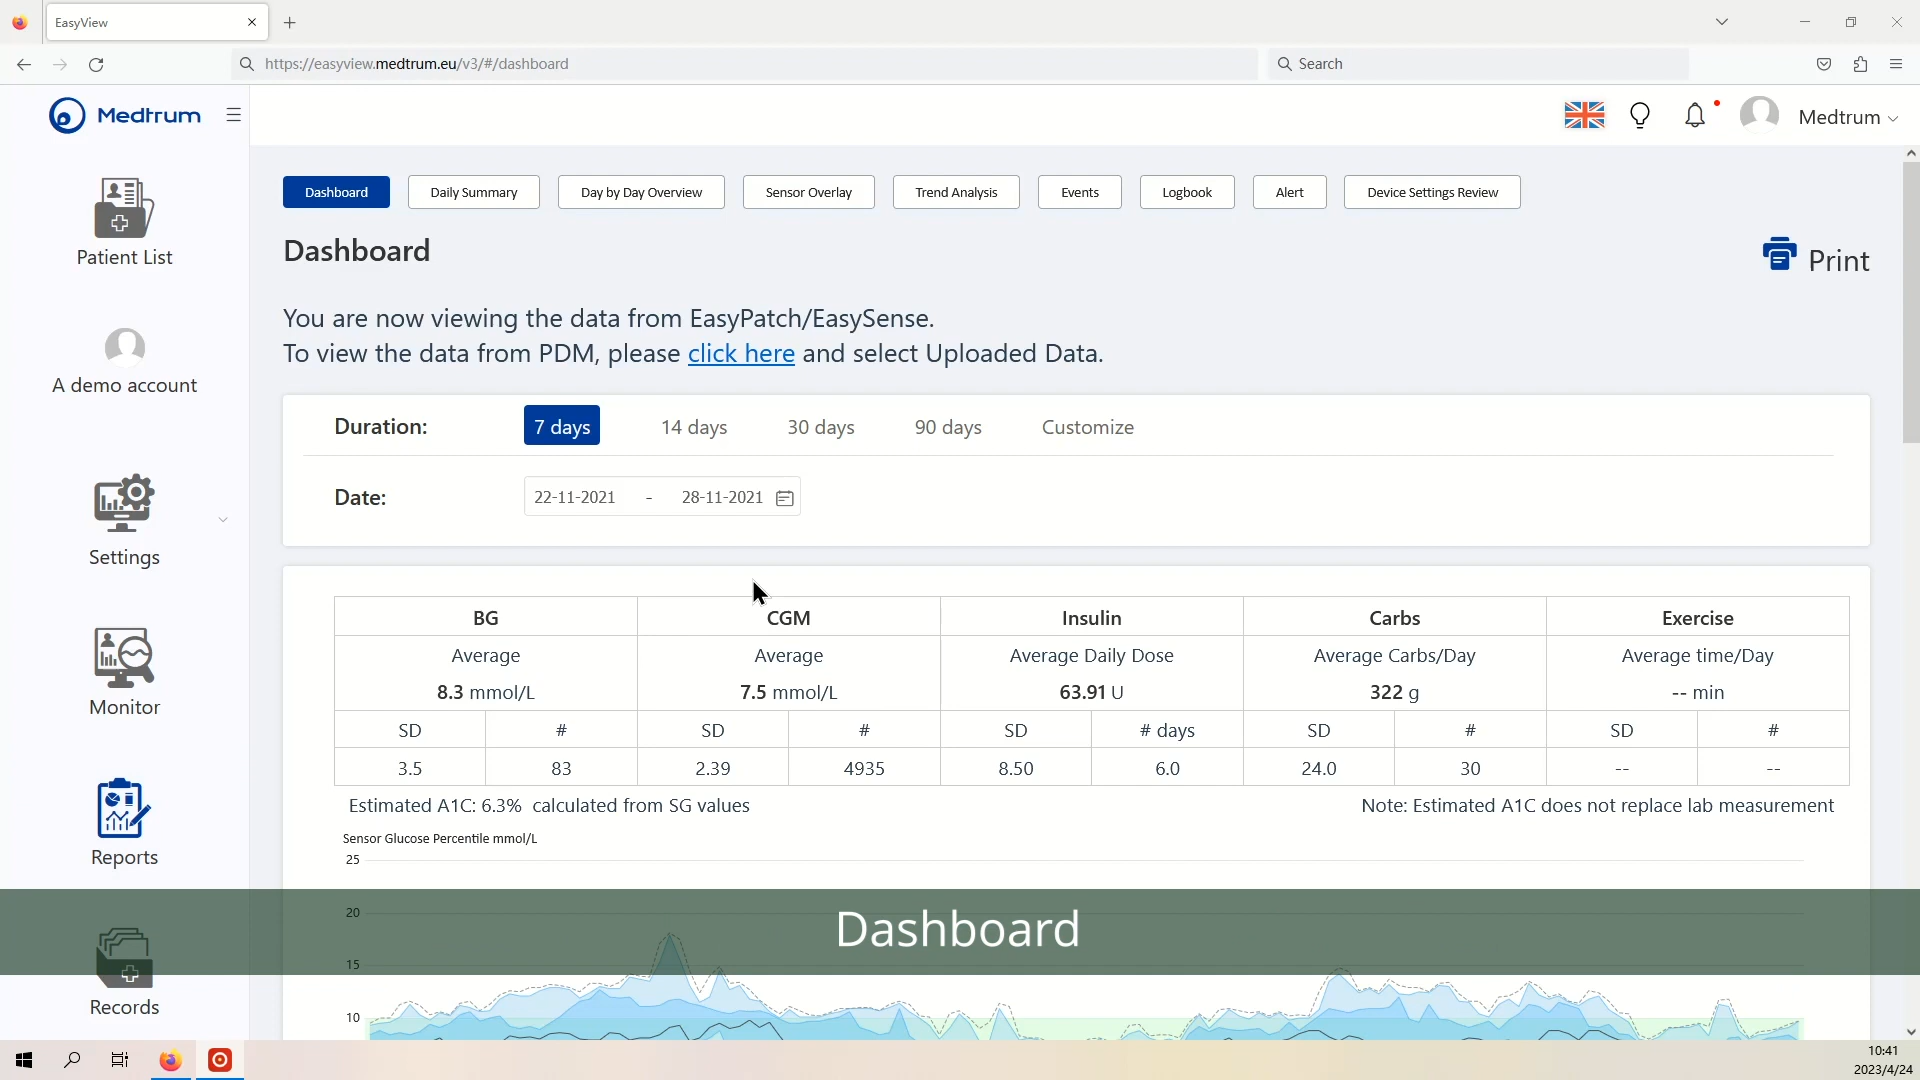 EasyView
https://easyview.medtrum.eu/v3/#/dashboard
Search
Medtrum
Medtrum
Dashboard
Daily Summary
Day by Day Overview
Sensor Overlay
Trend Analysis
Events
Logbook
Alert
Device Settings Review
Patient List
A demo account
Settings
Monitor
Reports
Records
Dashboard
Print
You are now viewing the data from EasyPatch/EasySense.
To view the data from PDM, please click here and select Uploaded Data.
Duration: 7 days 14 days 30 days 90 days Customize
Date: 22-11-2021 - 28-11-2021
BG CGM Insulin Carbs Exercise
Average Average Average Daily Dose Average Carbs/Day Average time/Day
8.3 mmol/L 7.5 mmol/L 63.91 U 322 g -- min
SD # SD # SD # days SD # SD #
3.5 83 2.39 4935 8.50 6.0 24.0 30 -- --
Estimated A1C: 6.3% calculated from SG values Note: Estimated A1C does not replace lab measurement
Sensor Glucose Percentile mmol/L
25
20
15
10
Dashboard
10:41
2023/4/24